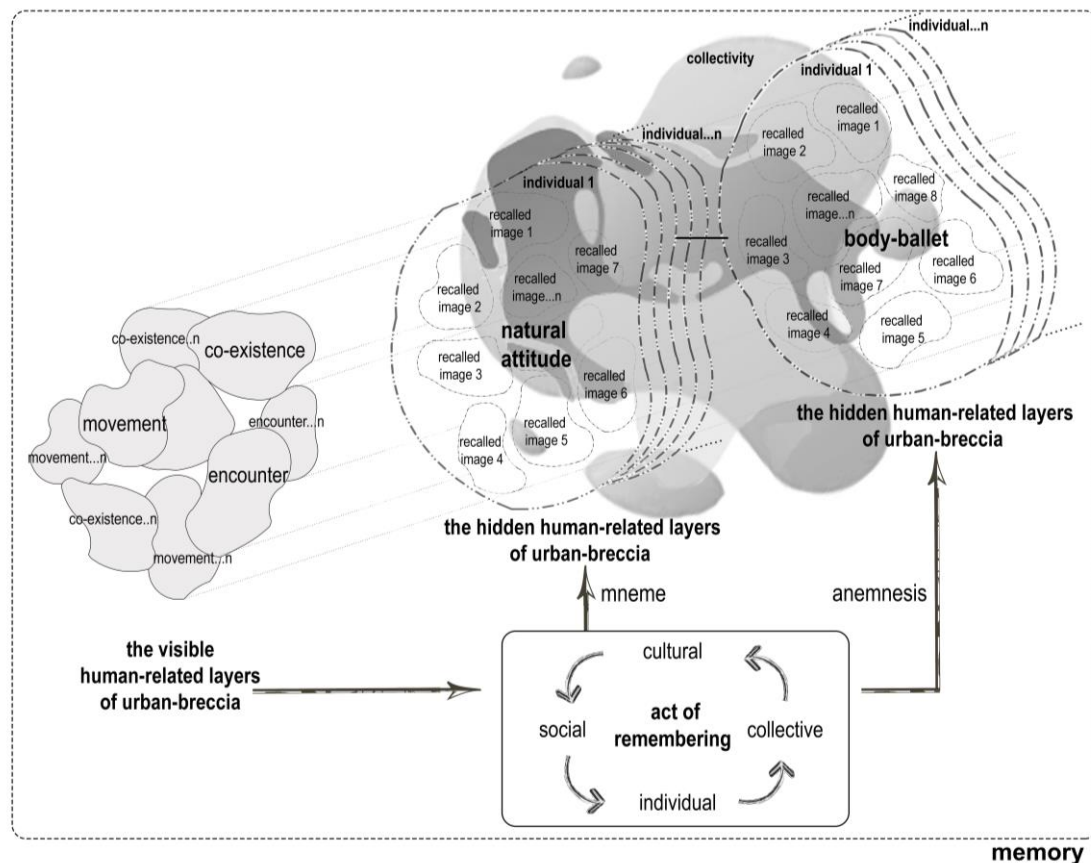 individual...n
collectivity
individual 1
recalled
image 1
recalled
image 2
recalled
image...n
recalled
image 3
recalled
image 8
body-ballet
recalled
image 7
recalled
image 6
recalled
image 4
recalled
image 5
the hidden human-related layers
of urban-breccia
individual...n
individual 1
recalled
image 1
recalled
image 7
recalled
image 2
recalled
image...n
natural
attitude
recalled
image 3
recalled
image 6
recalled
image 4
recalled
image 5
the hidden human-related layers
of urban-breccia
co-existence..n
co-existence
movement
encounter...n
movement...n
encounter
co-existence..n
movement...n
the visible
human-related layers
of urban-breccia
mneme
anemnesis
cultural
social
act of
remembering
collective
individual
memory